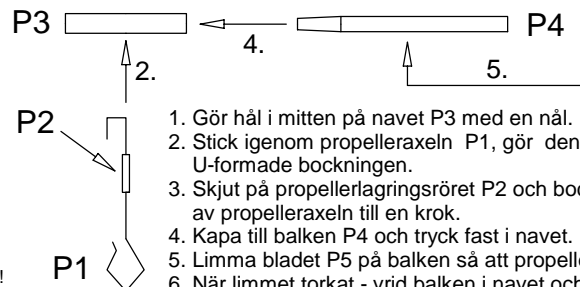 P3
P4
4.
2.
5.
P2
1. Gör hål i mitten på navet P3 med en nål.
2. Stick igenom propelleraxeln P1, gör den
U-formade bockningen.
3. Skjut på propellerlagringsröret P2 och
av propelleraxeln till en krok.
4. Kapa till balken P4 och tryck fast i navet.
P1
5. Limma bladet P5 på balken så att
6. När limmet torkat - vrid balken i navet och
!